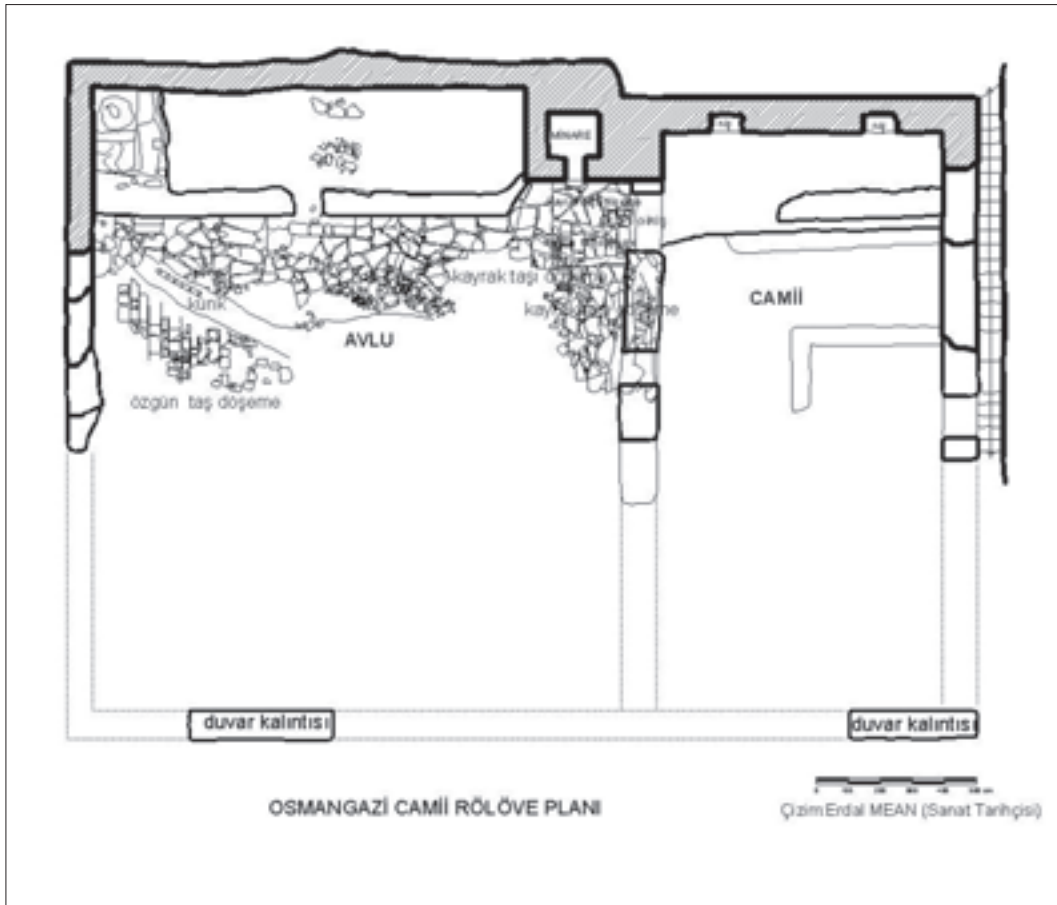 MİNARE
kayrak taşı
künk
AVLU
CAMİİ
özgün taş döşeme
duvar kalıntısı
duvar kalıntısı
OSMANGAZİ CAMİİ RÖLÖVE PLANI
Çizim Erdal MEAN (Sanat Tarihçisi)